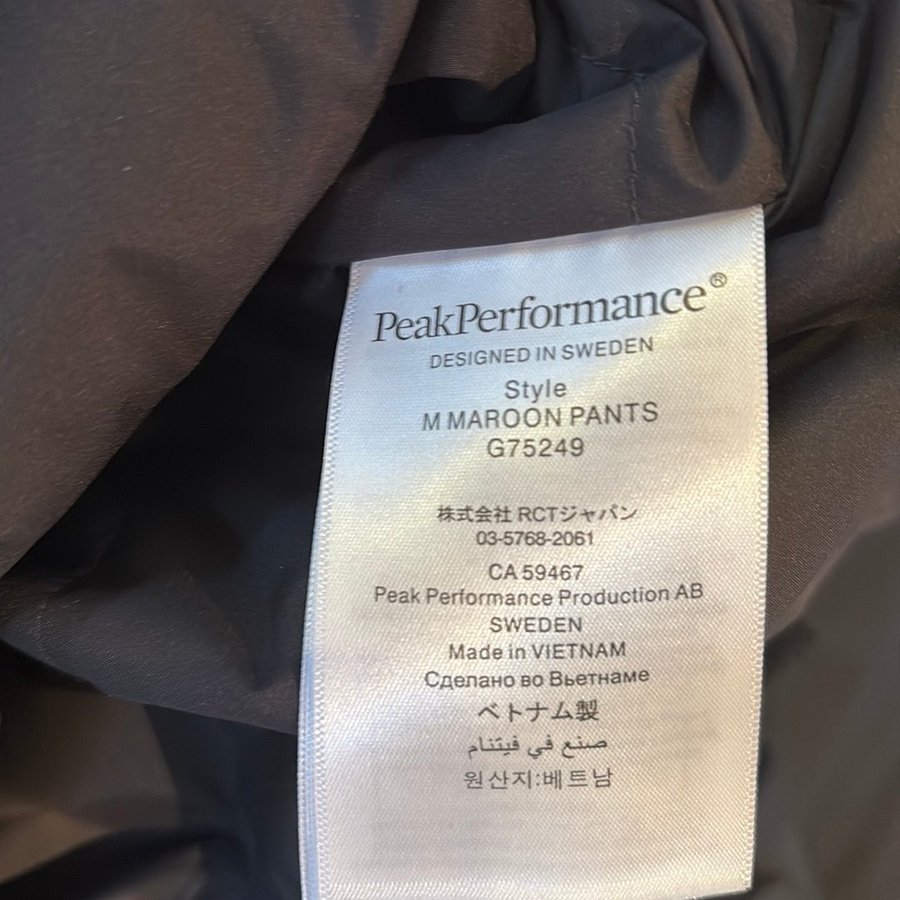 PeakPerformance®
DESIGNED IN SWEDEN
Style
M MAROON PANTS
G75249
株式会社 RCTジャパン
03-5768-2061
CA 59467
Peak Performance Production AB
SWEDEN
Made in VIETNAM
Сделано во Вьетнаме
ベトナム製
صنع في فيتنام
원산지:베트남